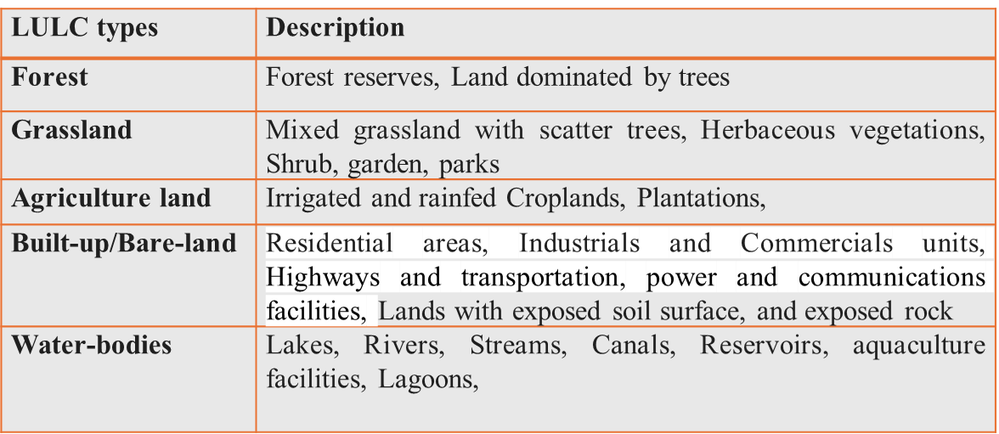 LULC types Description
Forest Forest reserves, Land dominated by trees
Grassland Mixed grassland with scatter trees, Herbaceous vegetations,
Shrub, garden, parks
Agriculture land Irrigated and rainfed Croplands, Plantations,
Built-up/Bare-land Residential areas, Industrials and Commercials units,
Highways and transportation, power and communications
facilities, Lands with exposed soil surface, and exposed rock
Water-bodies Lakes, Rivers, Streams, Canals, Reservoirs, aquaculture
facilities, Lagoons,